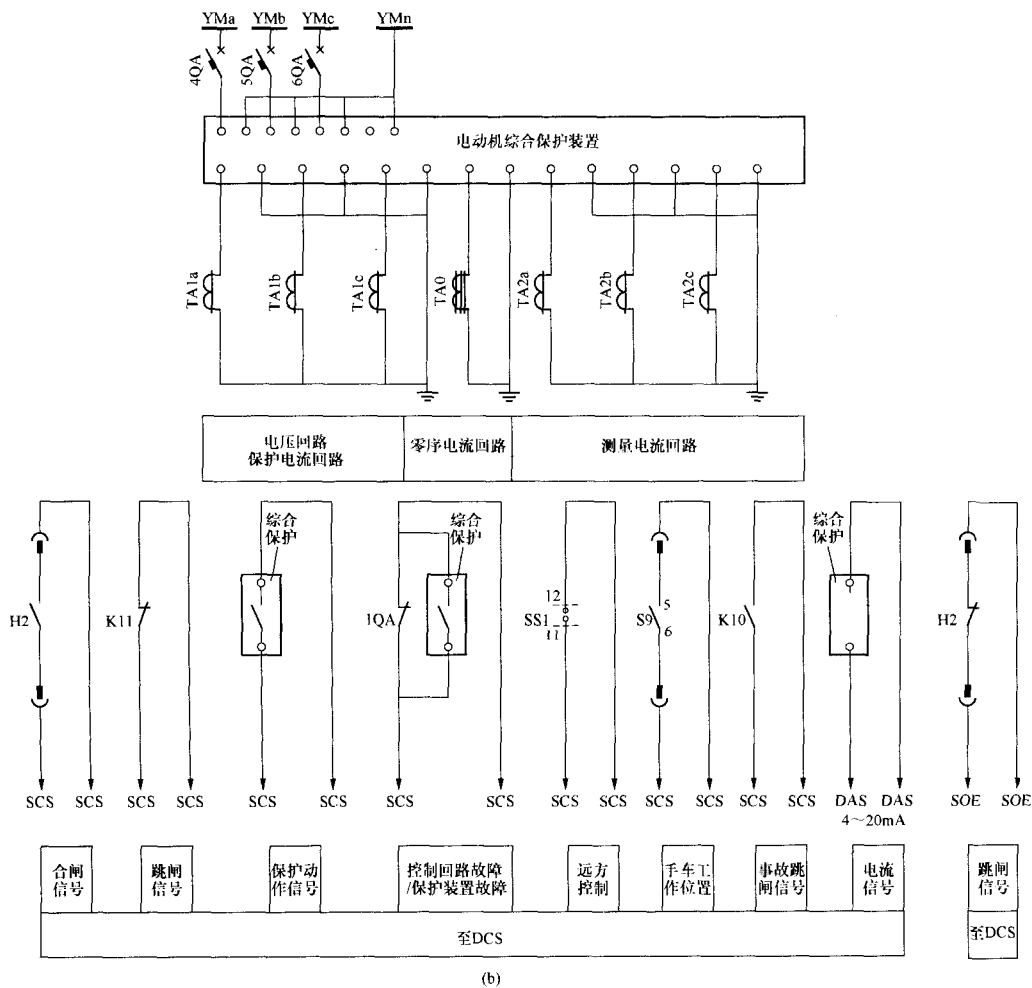 YMa YMb YMc YMn
4QA 5QA 6QA
电动机综合保护装置
TA1a TA1b TA1c TA0 TA2a TA2b TA2c
电压回路
保护电流回路
零序电流回路
测量电流回路
综合
保护
综合
保护
综合
保护
H2 K11 1QA SS1 12 11 S9 5 6 K10 H2
SCS SCS SCS SCS SCS SCS SCS SCS SCS SCS SCS SCS SCS SCS DAS DAS SOE SOE
4～20mA
合闸
信号
跳闸
信号
保护动
作信号
控制回路故障
/保护装置故障
远方
控制
手车工
作位置
事故跳
闸信号
电流
信号
跳闸
信号
至DCS
至DCS
(b)